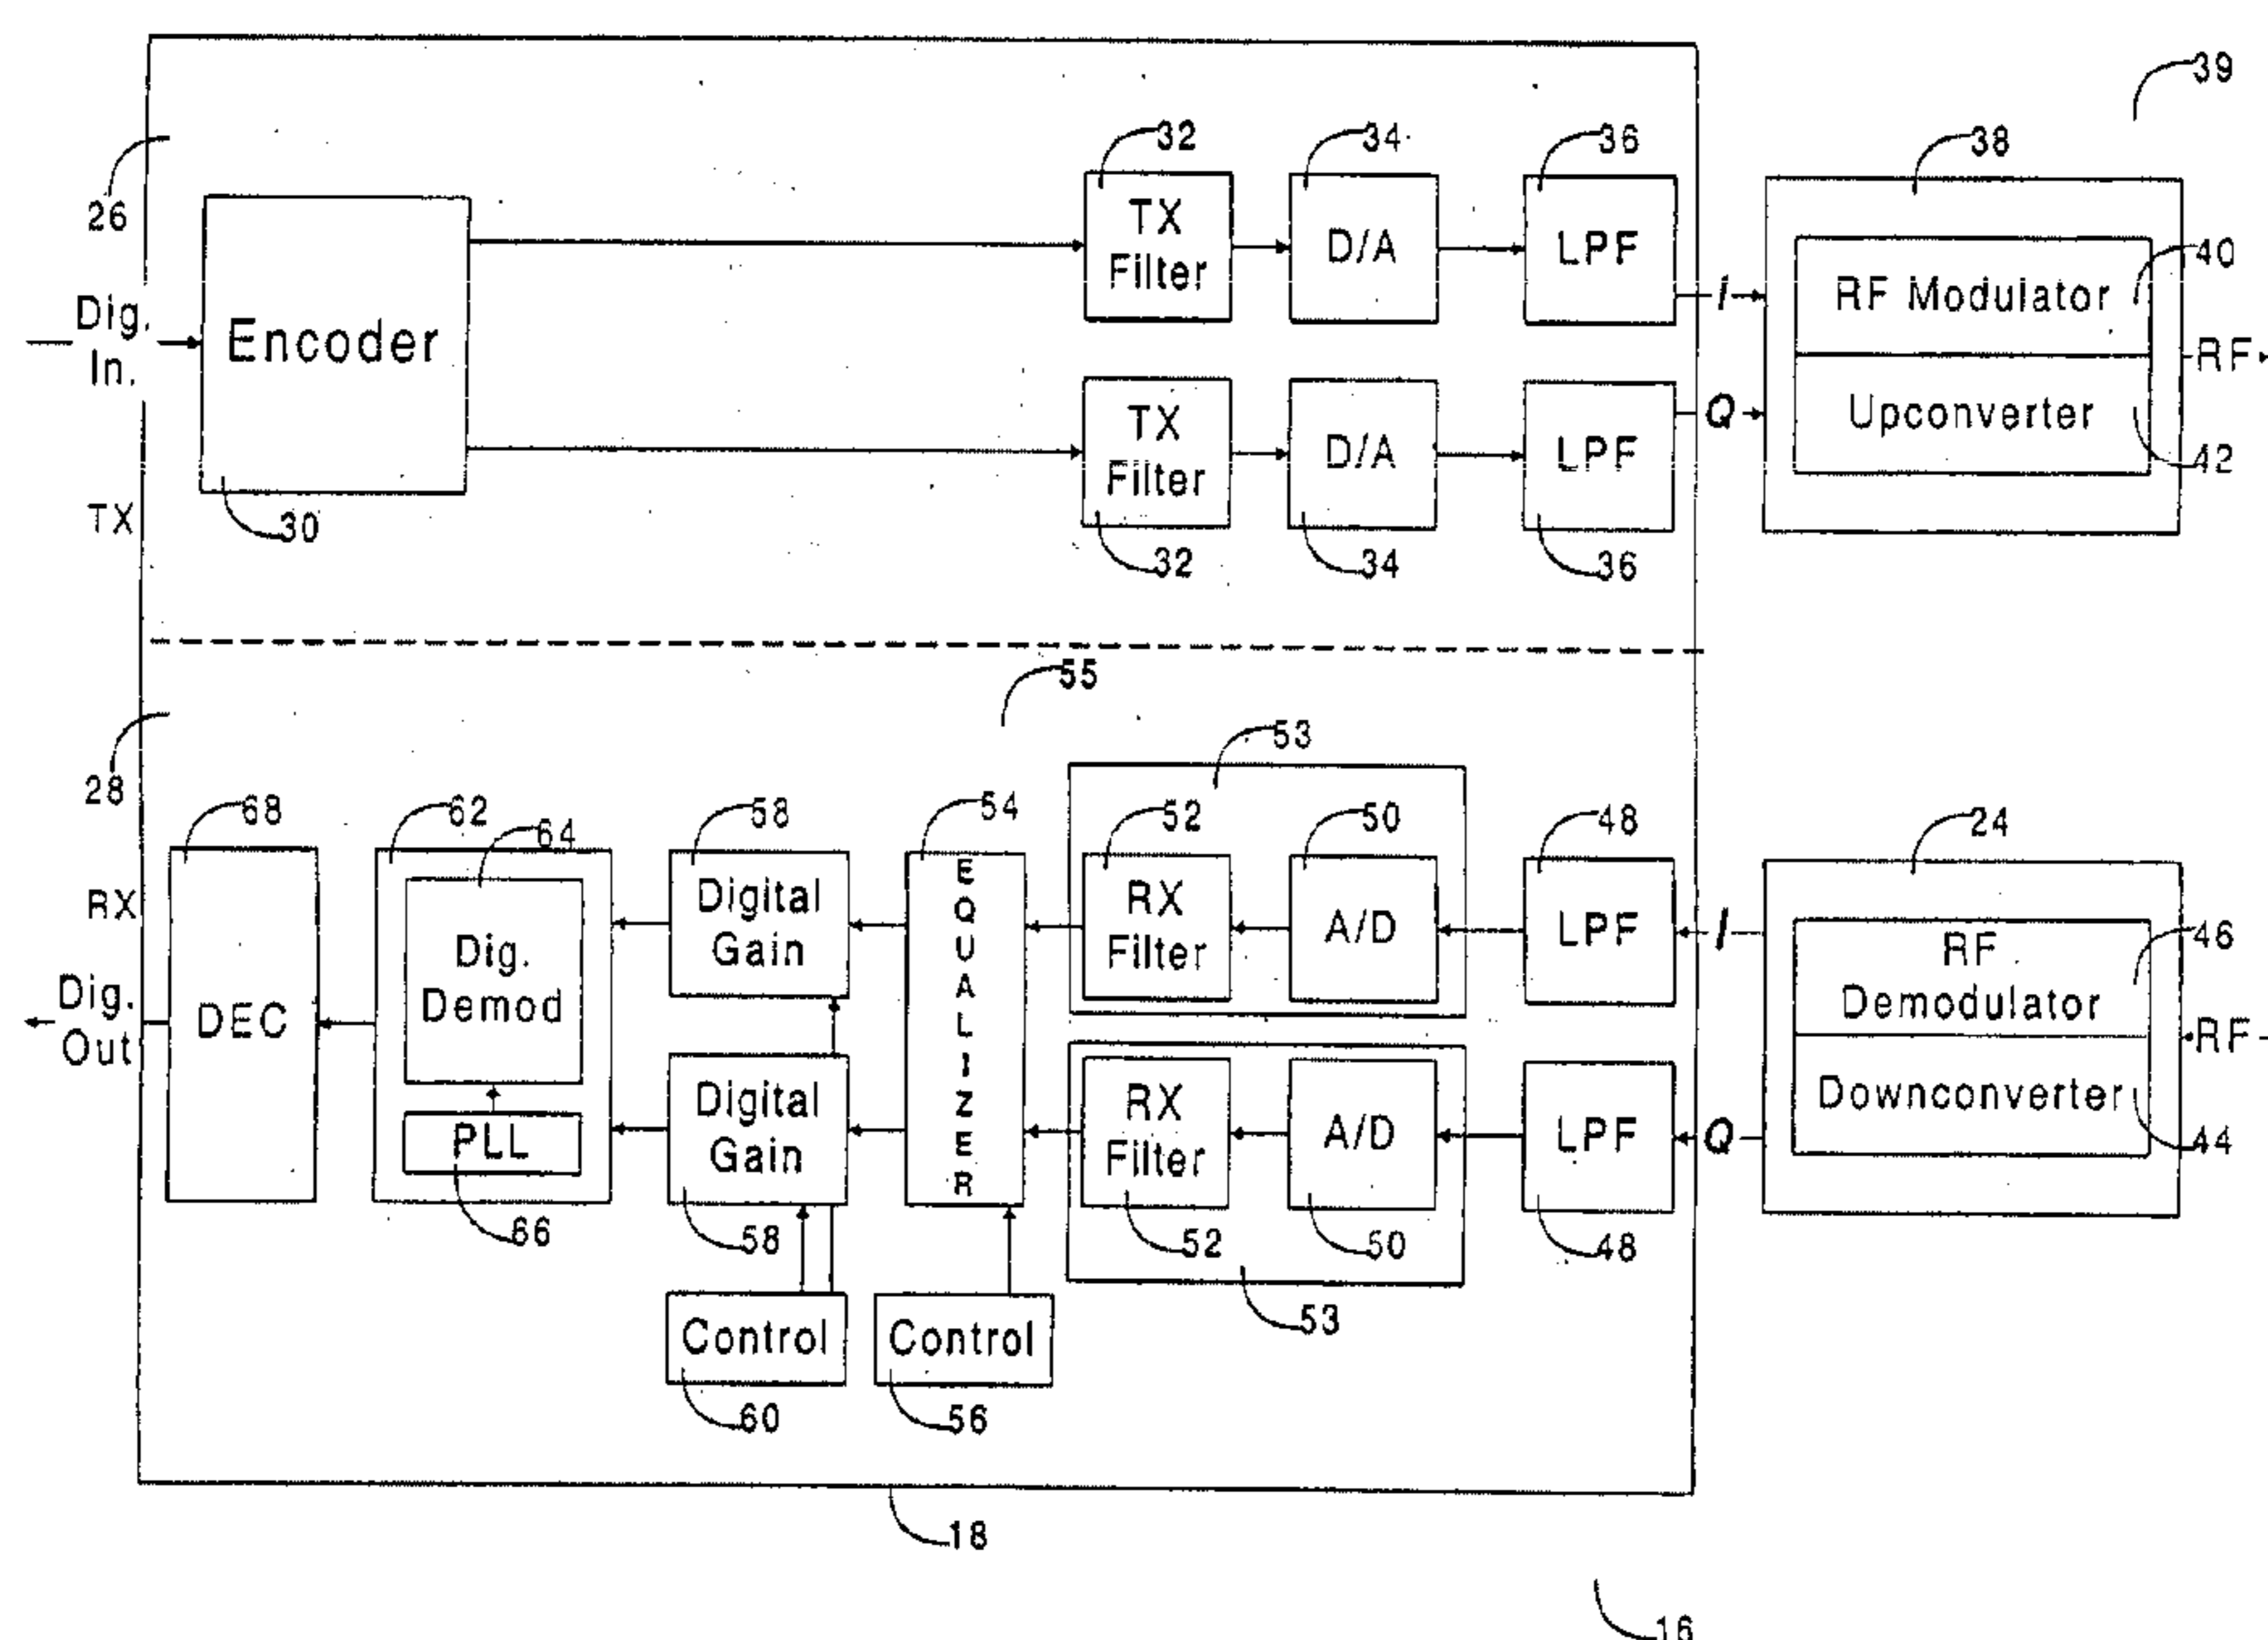 39
32
34
36
38
26
TX
Filter
D/A
LPF
I
RF Modulator
40
Dig.
In.
Encoder
RF
TX
Filter
D/A
LPF
Q
Upconverter
42
TX
30
32
34
36
55
28
53
68
62
64
58
54
52
50
48
24
RX
Digital
Gain
EQUALIZER
RX
Filter
A/D
LPF
I
RF
Demodulator
46
Dig.
Demod
Dig.
Out
DEC
RF
PLL
Digital
Gain
RX
Filter
A/D
LPF
Q
Downconverter
44
66
58
52
50
48
Control
Control
53
60
56
18
16